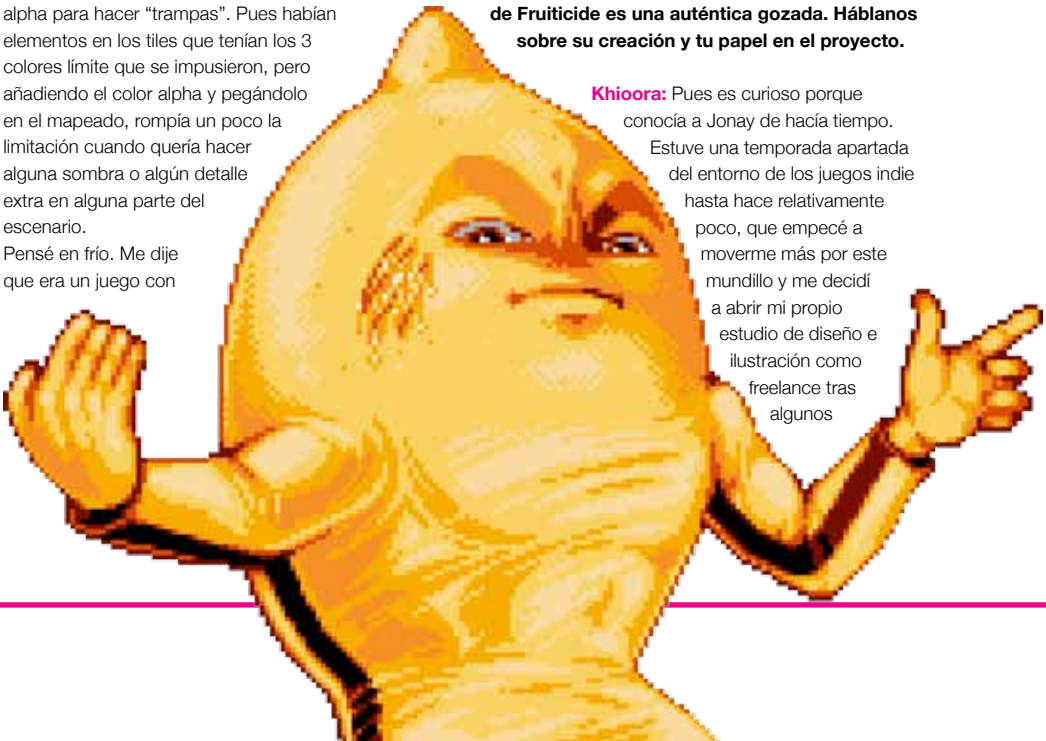 alpha para hacer “trampas”. Pues habían
elementos en los tiles que tenían los 3
colores límite que se impusieron, pero
añadiendo el color alpha y pegándolo
en el mapeado, rompía un poco la
limitación cuando quería hacer
alguna sombra o algún detalle
extra en alguna parte del
escenario.
Pensé en frío. Me dije
que era un juego con
de Fruiticide es una auténtica gozada. Háblanos
sobre su creación y tu papel en el proyecto.
Khioora: Pues es curioso porque
conocía a Jonay de hacía tiempo.
Estuve una temporada apartada
del entorno de los juegos indie
hasta hace relativamente
poco, que empecé a
moverme más por este
mundillo y me decidí
a abrir mi propio
estudio de diseño e
ilustración como
freelance tras
algunos